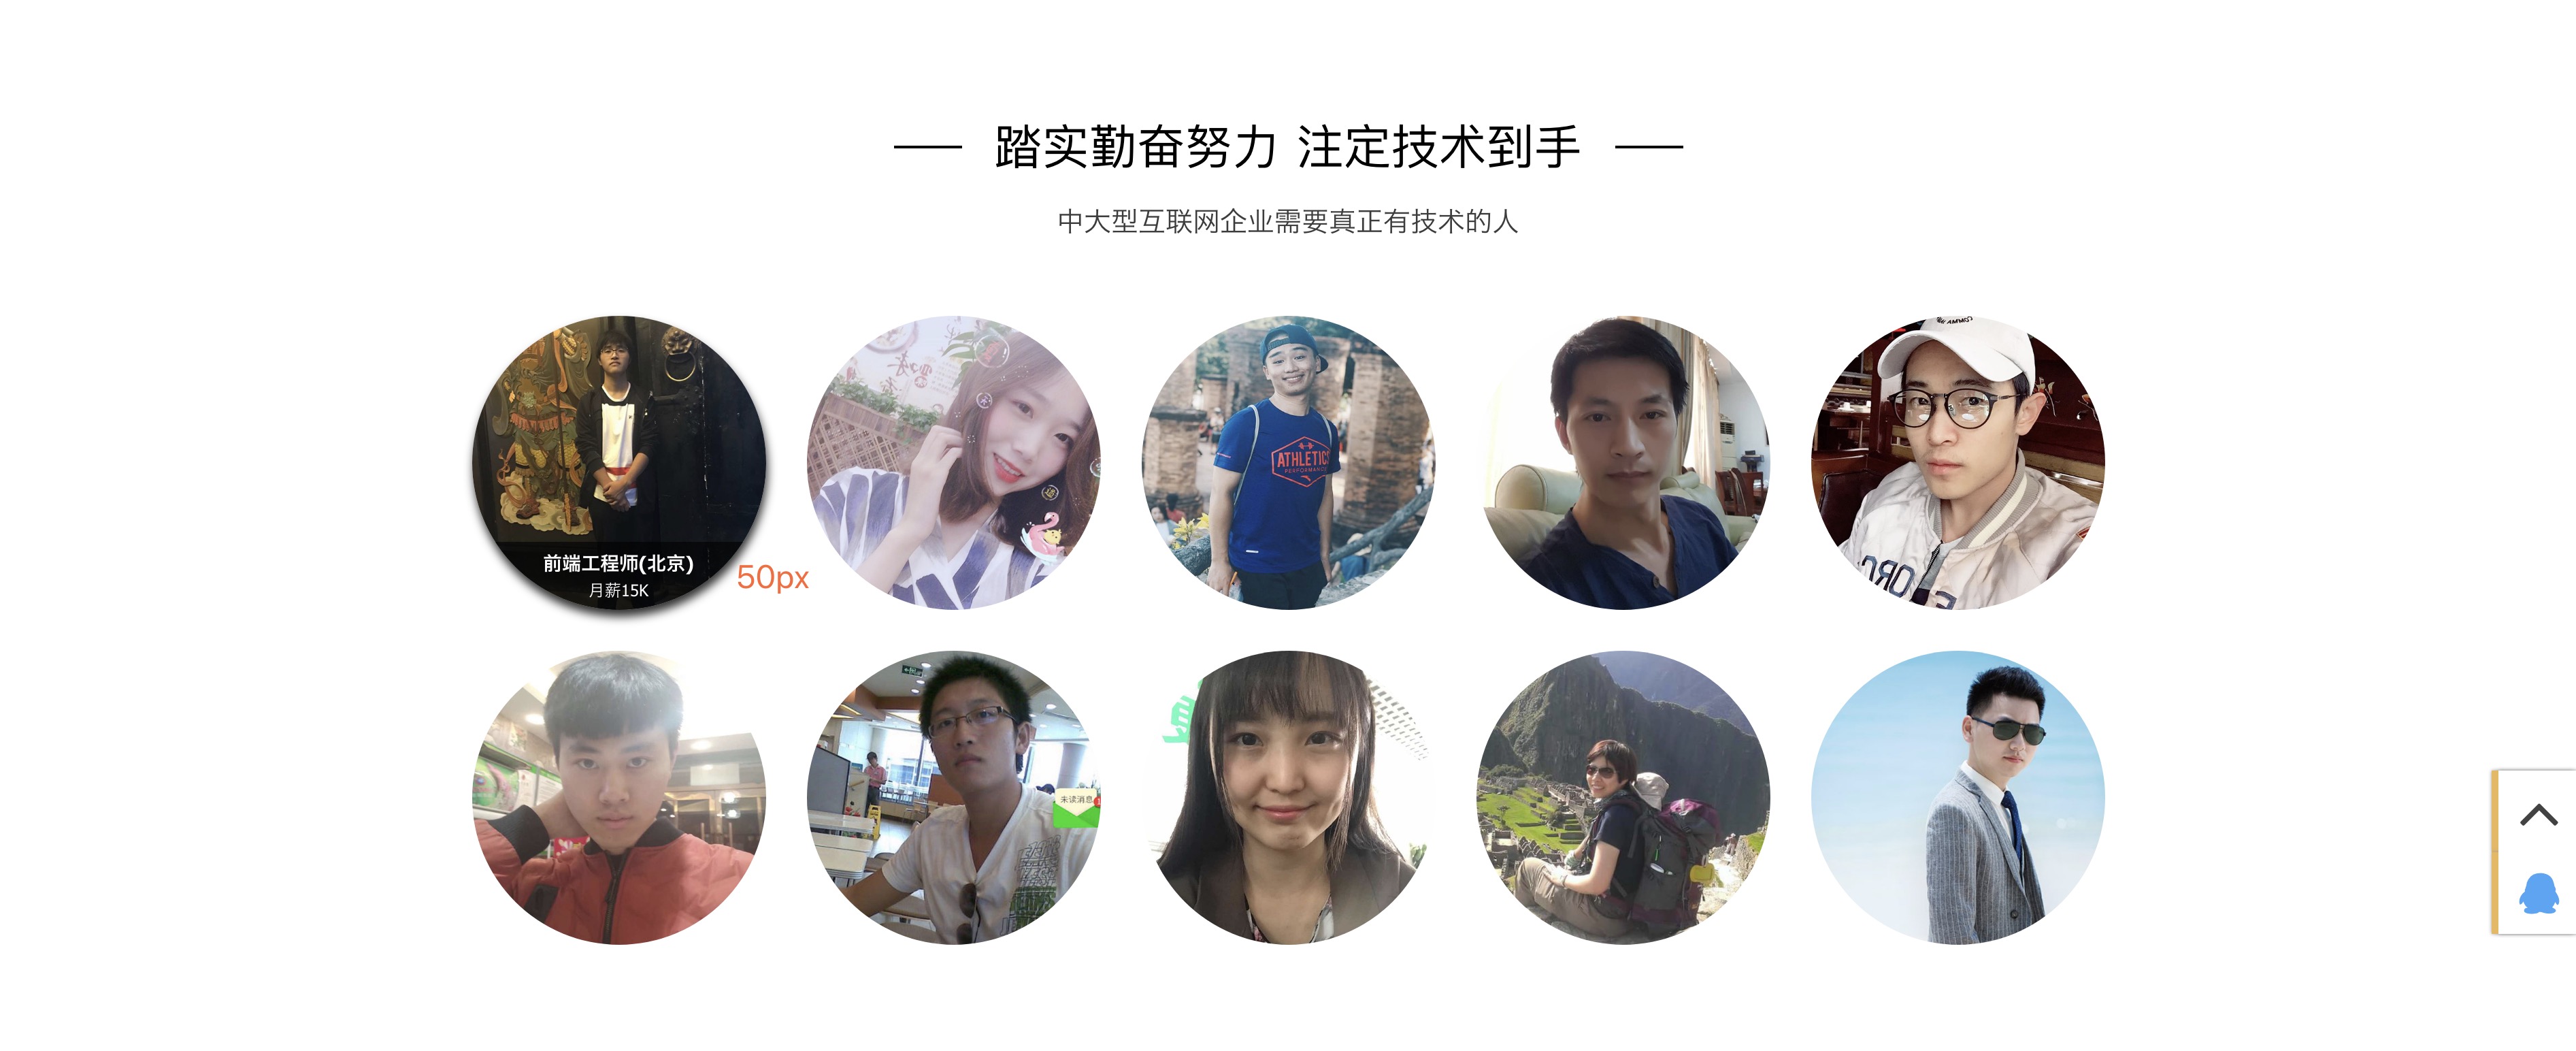 踏实勤奋努力 注定技术到手
中大型互联网企业需要真正有技术的人
ATHLETIC
PERFORMANCE
前端工程师(北京)
月薪15K
50px
未读消息